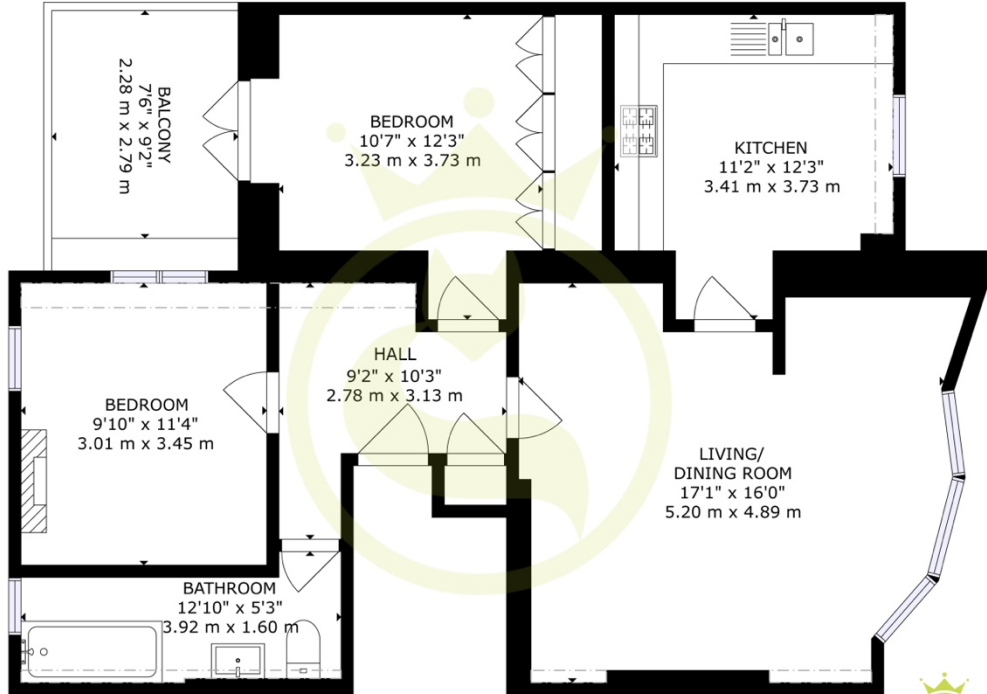 BALCONY
7'6" x 9'2"
2.28 m x 2.79 m
BEDROOM
10'7" x 12'3"
3.23 m x 3.73 m
KITCHEN
11'2" x 12'3"
3.41 m x 3.73 m
HALL
9'2" x 10'3"
2.78 m x 3.13 m
BEDROOM
9'10" x 11'4"
3.01 m x 3.45 m
LIVING/
DINING ROOM
17'1" x 16'0"
5.20 m x 4.89 m
BATHROOM
12'10" x 5'3"
3.92 m x 1.60 m